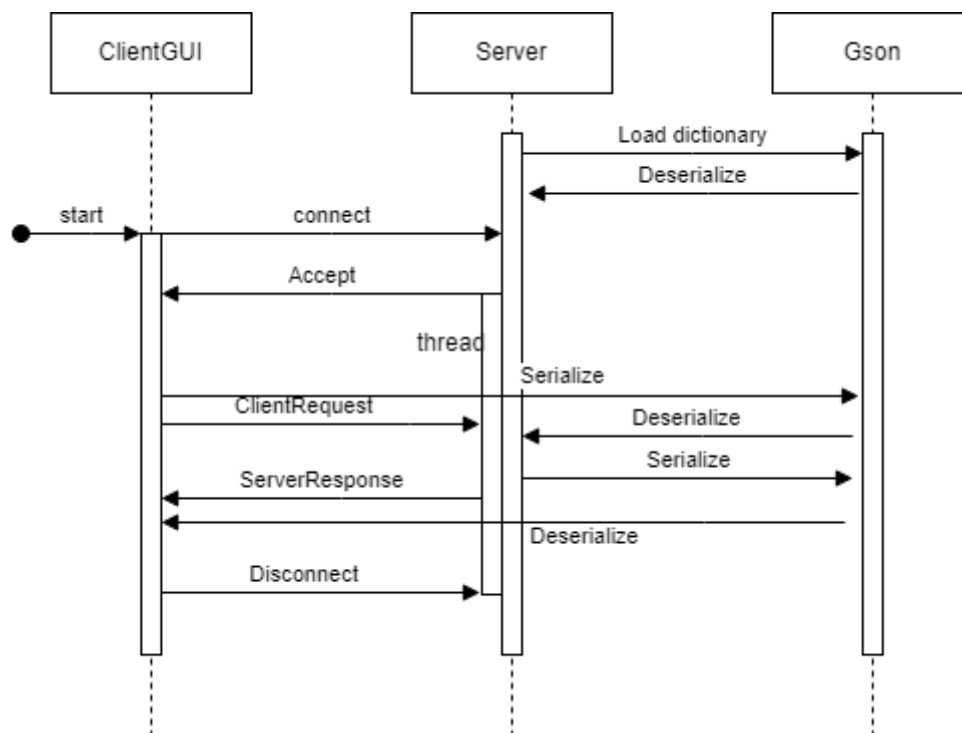 ClientGUI
Server
Gson
Load dictionary
Deserialize
start
connect
Accept
thread
Serialize
ClientRequest
Deserialize
Serialize
ServerResponse
Deserialize
Disconnect